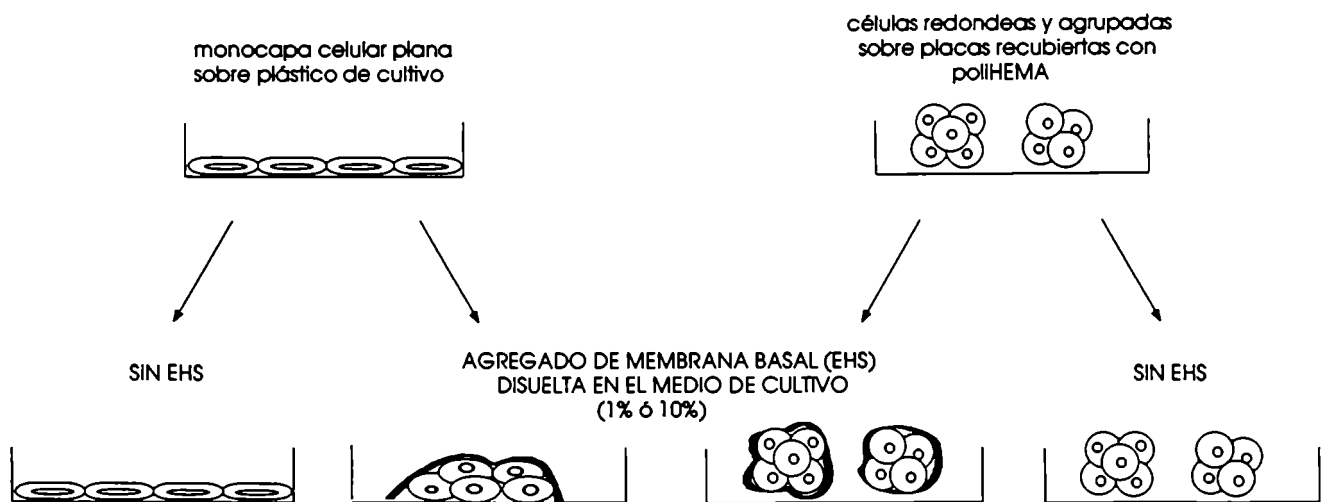 monocapa celular plana
sobre plástico de cultivo
células redondeas y agrupadas
sobre placas recubiertas con
poliHEMA
SIN EHS
AGREGADO DE MEMBRANA BASAL (EHS)
DISUELTA EN EL MEDIO DE CULTIVO
(1% ó 10%)
SIN EHS